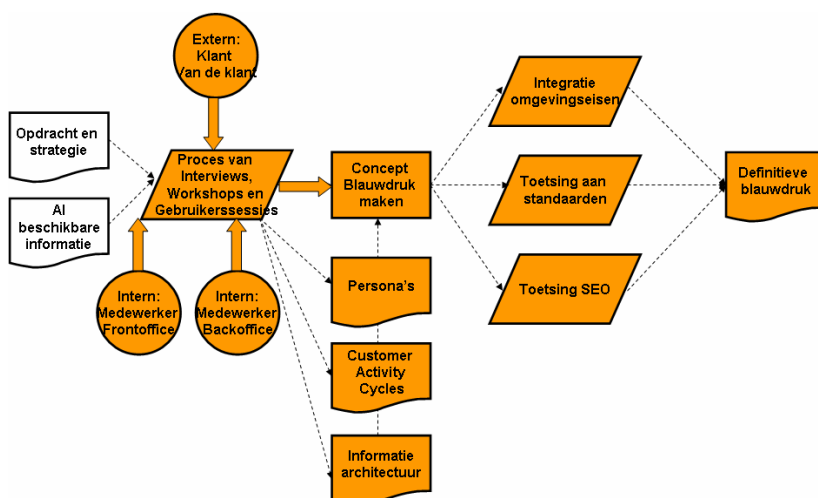 Extern:
Klant
Van de klant
Opdracht en
strategie
Al
beschikbare
informatie
Proces van
Interviews,
Workshops en
Gebruikerssessies
Intern:
Medewerker
Frontoffice
Intern:
Medewerker
Backoffice
Concept
Blauwdruk
maken
Persona's
Customer
Activity
Cycles
Informatie
architectuur
Integratie
omgevingseisen
Toetsing aan
standaarden
Toetsing SEO
Definitieve
blauwdruk